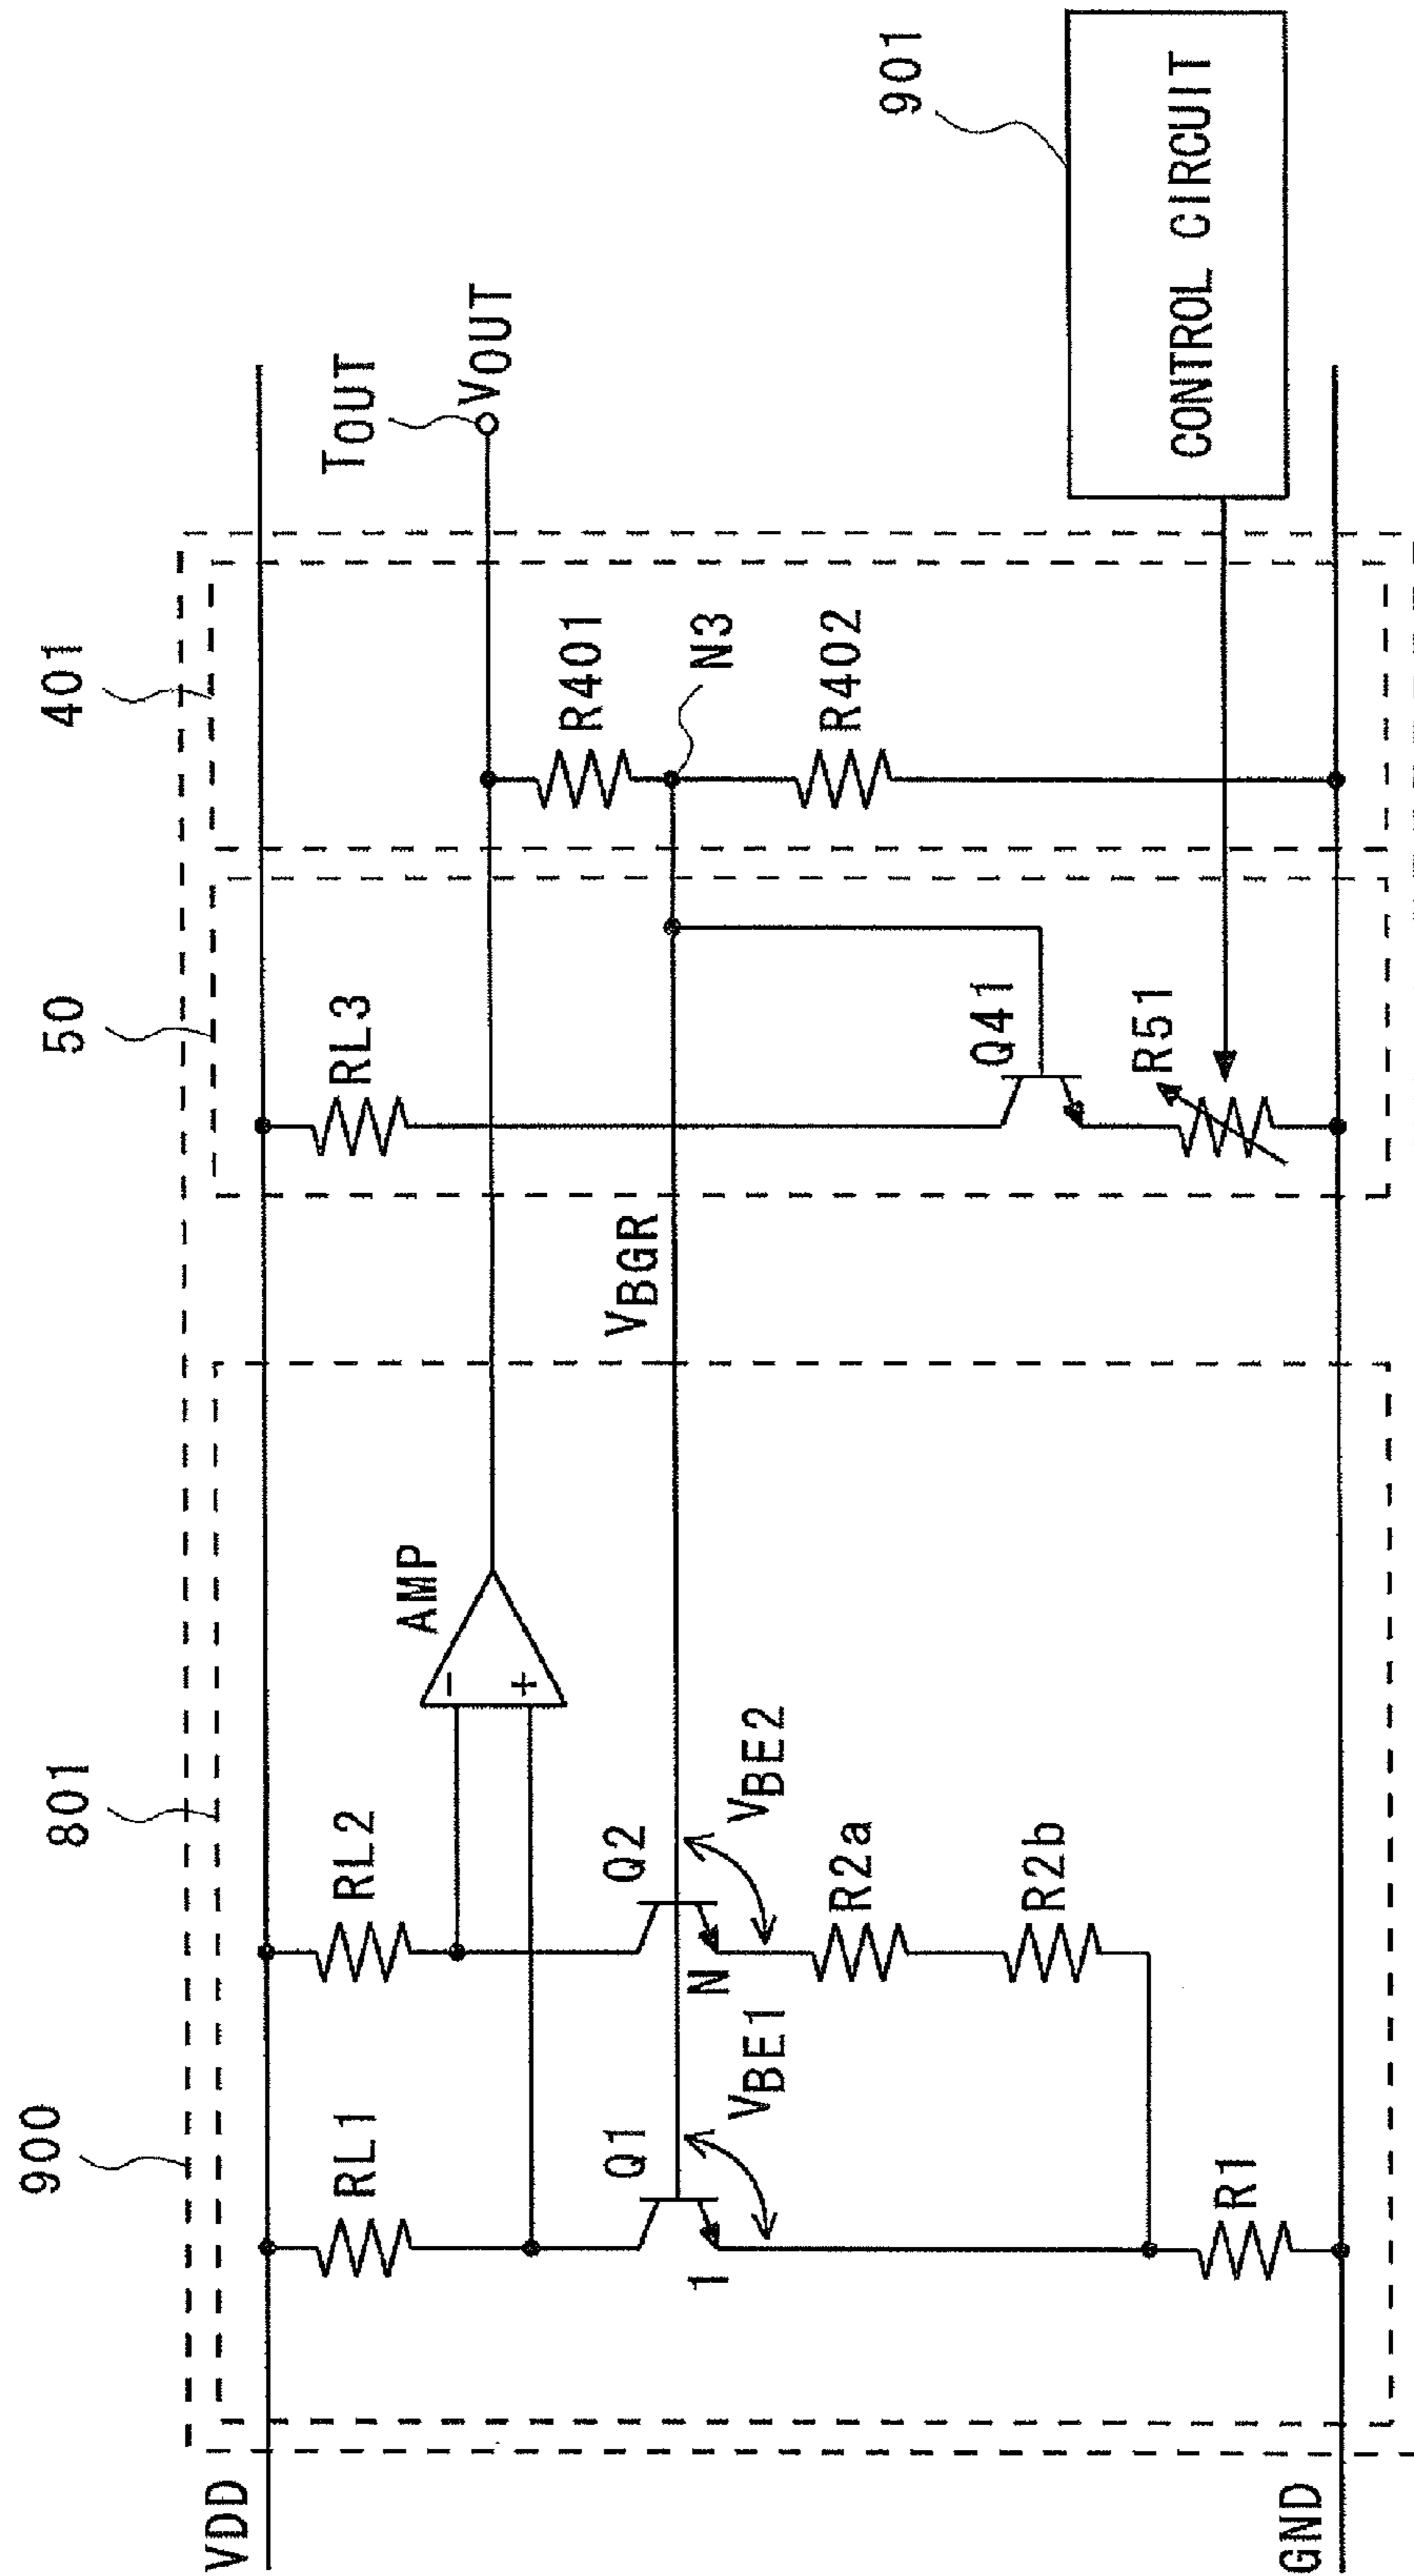 900
801
50
401
901
VDD
RL1
RL2
RL3
TOUT
VOUT
AMP
-
+
R401
N3
R402
VBGR
Q1
Q2
1
N
VBE1
VBE2
R2a
R2b
R1
Q41
R51
CONTROL CIRCUIT
GND